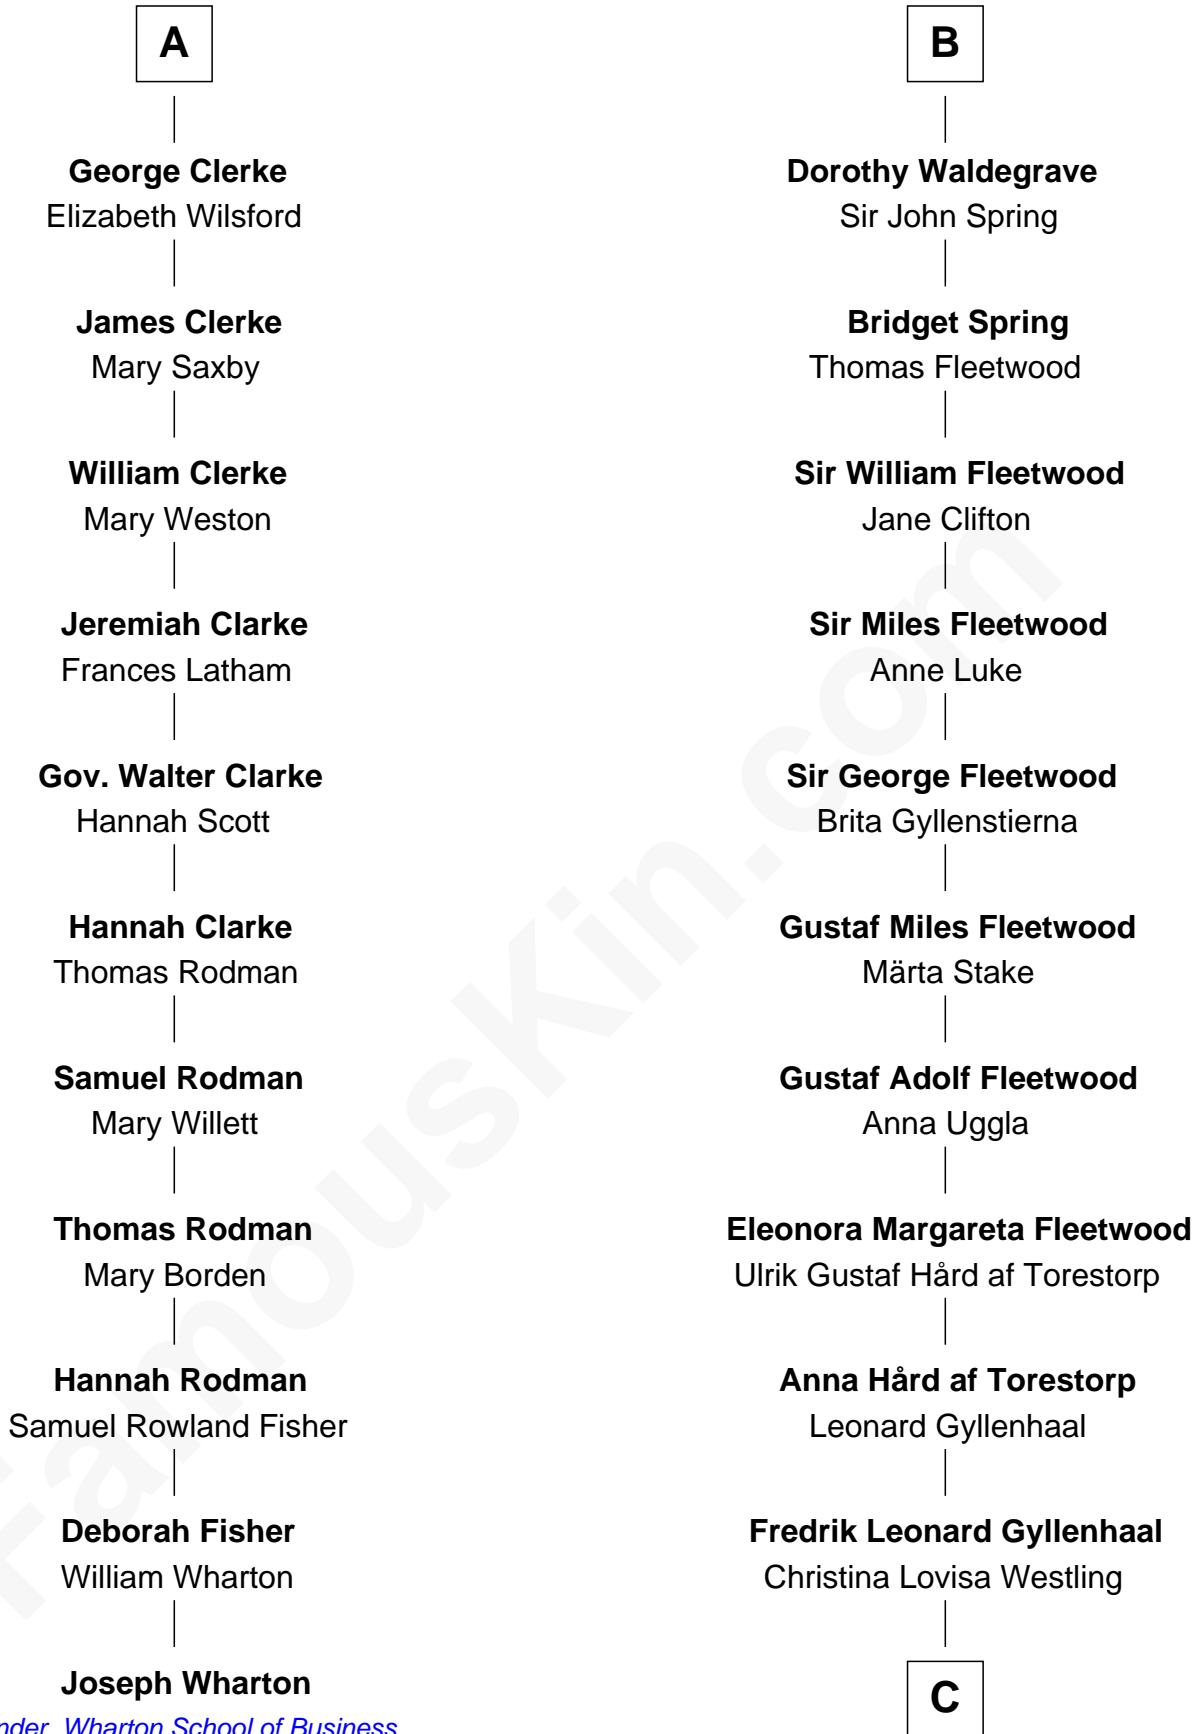 A
George Clerke
Elizabeth Wilsford
James Clerke
Mary Saxby
William Clerke
Mary Weston
Jeremiah Clarke
Frances Latham
Gov. Walter Clarke
Hannah Scott
Hannah Clarke
Thomas Rodman
Samuel Rodman
Mary Willett
Thomas Rodman
Mary Borden
Hannah Rodman
Samuel Rowland Fisher
Deborah Fisher
William Wharton
Joseph Wharton
Wharton School of Business
B
Dorothy Waldegrave
Sir John Spring
Bridget Spring
Thomas Fleetwood
Sir William Fleetwood
Jane Clifton
Sir Miles Fleetwood
Anne Luke
Sir George Fleetwood
Brita Gyllenstierna
Gustaf Miles Fleetwood
Märta Stake
Gustaf Adolf Fleetwood
Anna Uggla
Eleonora Margareta Fleetwood
Ulrik Gustaf Hård af Torestorp
Anna Hård af Torestorp
Leonard Gyllenhaal
Fredrik Leonard Gyllenhaal
Christina Lovisa Westling
C
FamousKin.com